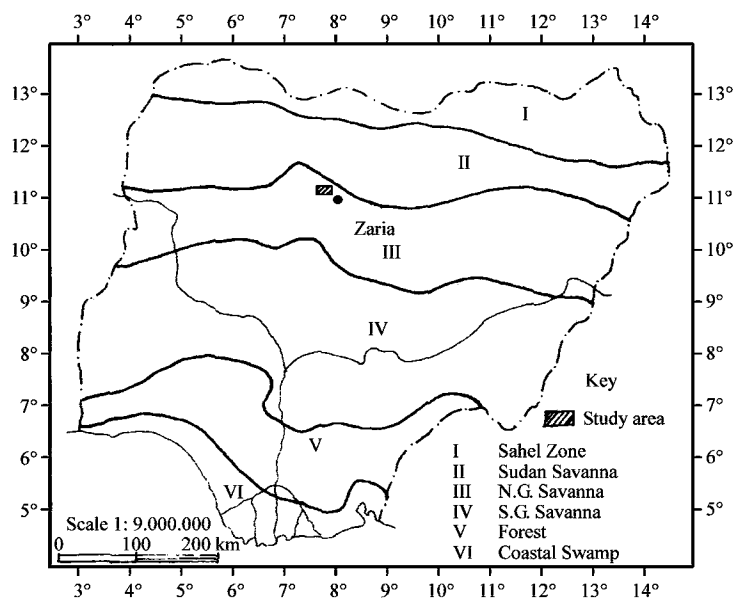 3° 4° 5° 6° 7° 8° 9° 10° 11° 12° 13° 14°
13° 13°
I
12° 12°
II
11° 11°
Zaria
10° III 10°
9° 9°
IV
8° 8°
Key
7° 7°
Study area
V
I Sahel Zone
6° II Sudan Savanna 6°
VI III N.G. Savanna
5° IV S.G. Savanna 5°
Scale 1: 9.000.000 V Forest
0 100 200 km VI Coastal Swamp
3° 4° 5° 6° 7° 8° 9° 10° 11° 12° 13° 14°